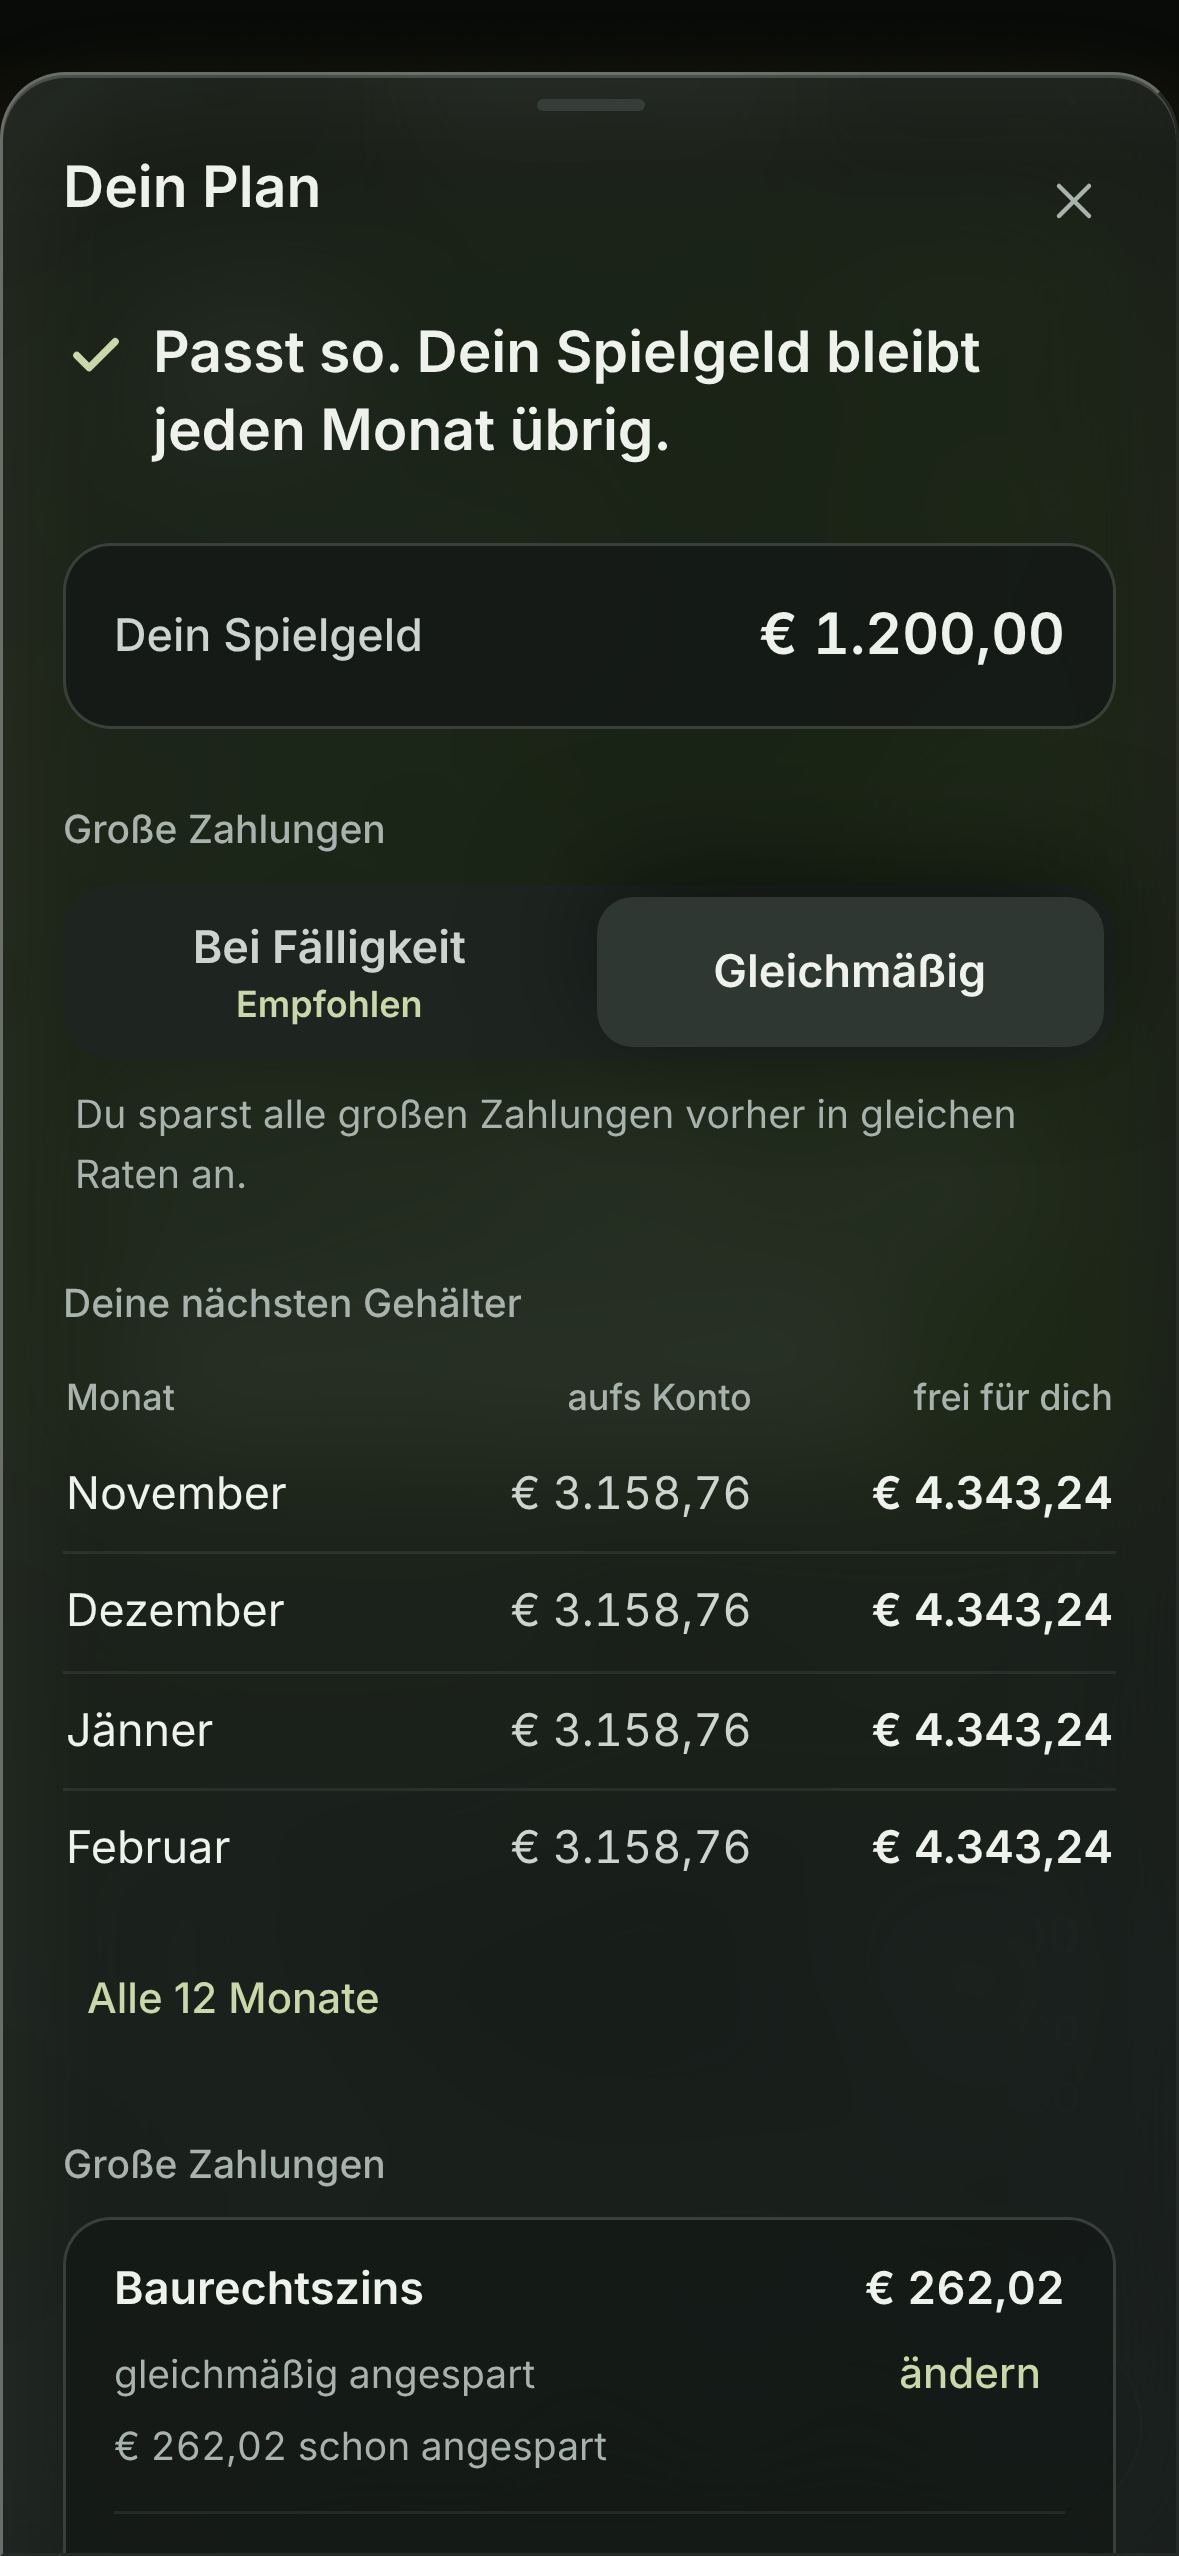 Dein Plan
Passt so. Dein Spielgeld bleibt
jeden Monat übrig.
Dein Spielgeld € 1.200,00
Große Zahlungen
Bei Fälligkeit
Empfohlen
Gleichmäßig
Du sparst alle großen Zahlungen vorher in gleichen
Raten an.
Deine nächsten Gehälter
Monat aufs Konto frei für dich
November € 3.158,76 € 4.343,24
Dezember € 3.158,76 € 4.343,24
Jänner € 3.158,76 € 4.343,24
Februar € 3.158,76 € 4.343,24
Alle 12 Monate
Große Zahlungen
Baurechtszins € 262,02
gleichmäßig angespart ändern
€ 262,02 schon angespart